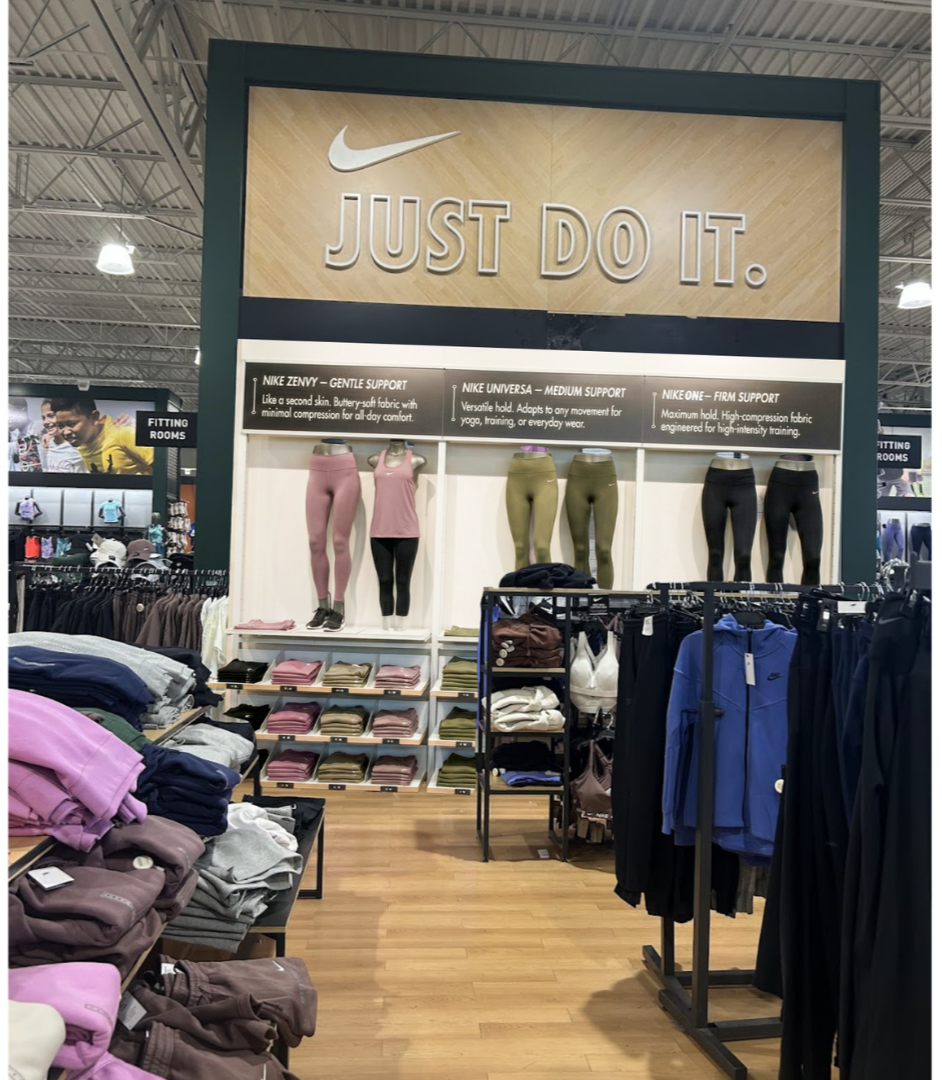 JUST DO IT.
NIKE ZENVY – GENTLE SUPPORT
Like a second skin. Buttery-soft fabric with
minimal compression for all-day comfort.
NIKE UNIVERSA – MEDIUM SUPPORT
Versatile hold. Adapts to any movement for
yoga, training, or everyday wear.
NIKE ONE – FIRM SUPPORT
Maximum hold. High-compression fabric
engineered for high-intensity training.
FITTING
ROOMS
ITTING
ROOMS